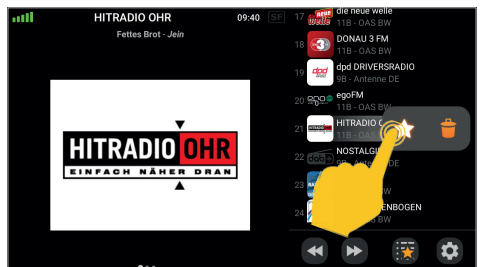 HITRADIO OHR
09:40
SF
Fettes Brot - Jein
HITRADIO OHR
EINFACH NÄHER DRAN
17 die neue welle
11B - OAS BW
18 DONAU 3 FM
11B - OAS BW
19 dpd DRIVERSRADIO
9B - Antenne DE
20 egoFM
11B - OAS BW
21 HITRADIO
11B - OAS
22 NOSTALGI
9B - Antenne DE
23
BW
24 ENBOGEN
AS BW